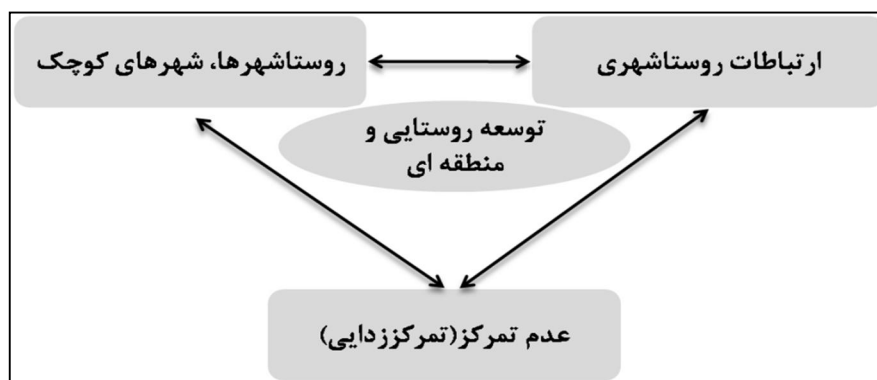 ارتباطات روستاشهری
روستاشهرها، شهرهای کوچک
توسعه روستایی و
منطقه ای
عدم تمرکز(تمرکززدایی)